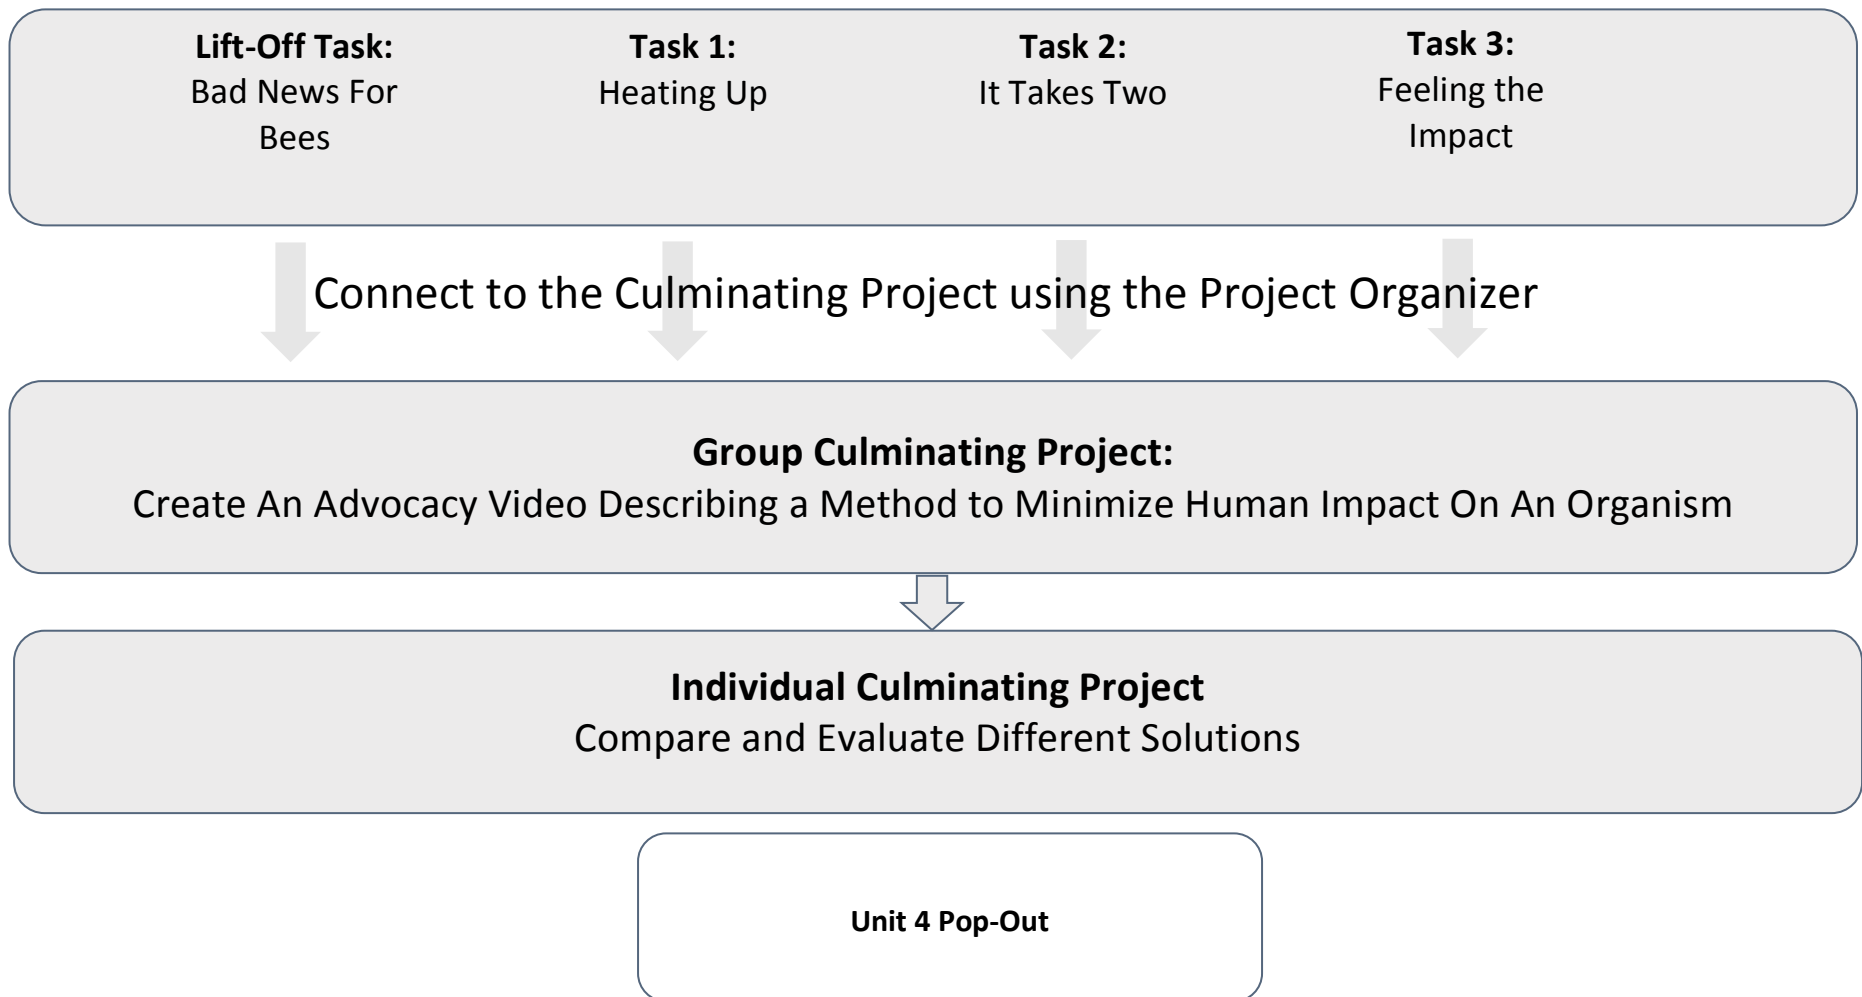 Lift-Off Task:
Bad News For
Bees
Task 1:
Heating Up
Task 2:
It Takes Two
Task 3:
Feeling the
Impact
Connect to the Culminating Project using the Project Organizer
Group Culminating Project:
Create An Advocacy Video Describing a Method to Minimize Human Impact On An Organism
Individual Culminating Project
Compare and Evaluate Different Solutions
Unit 4 Pop-Out